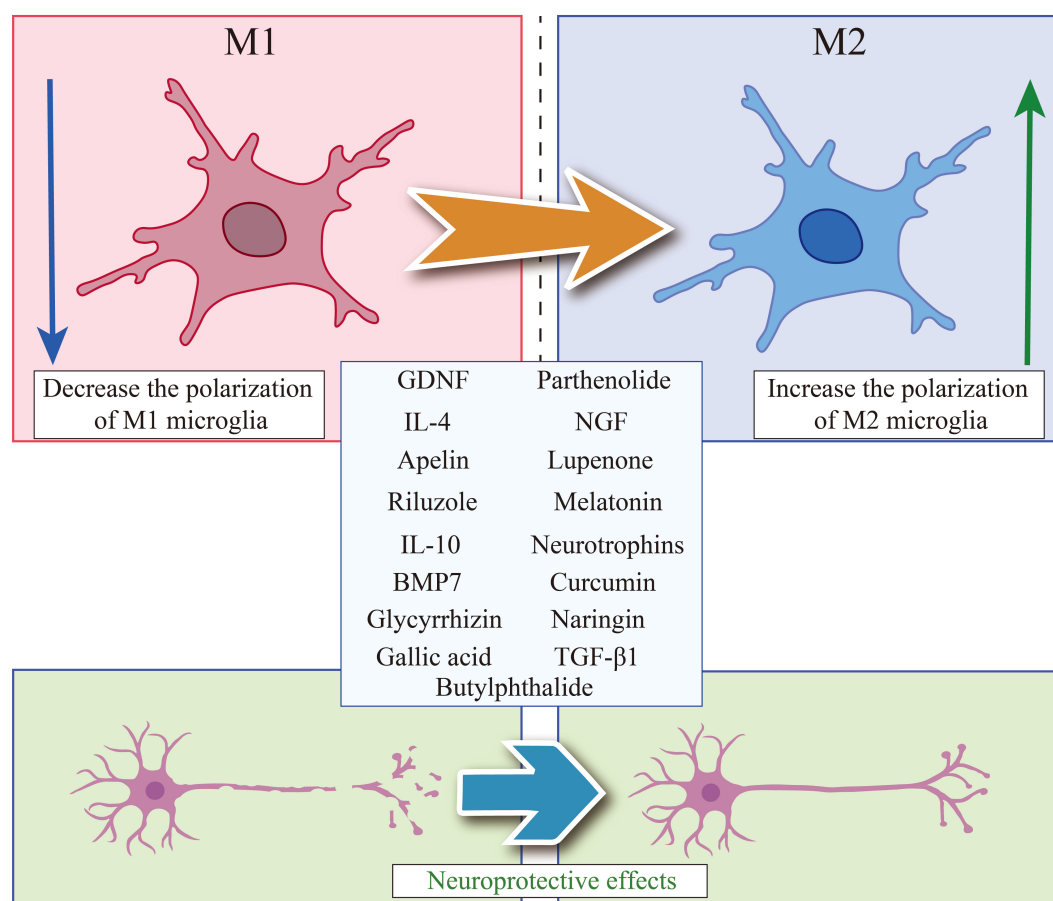 M1
M2
Decrease the polarization
of M1 microglia
Increase the polarization
of M2 microglia
GDNF Parthenolide
IL-4 NGF
Apelin Lupenone
Riluzole Melatonin
IL-10 Neurotrophins
BMP7 Curcumin
Glycyrrhizin Naringin
Gallic acid TGF-β1
Butylphthalide
Neuroprotective effects